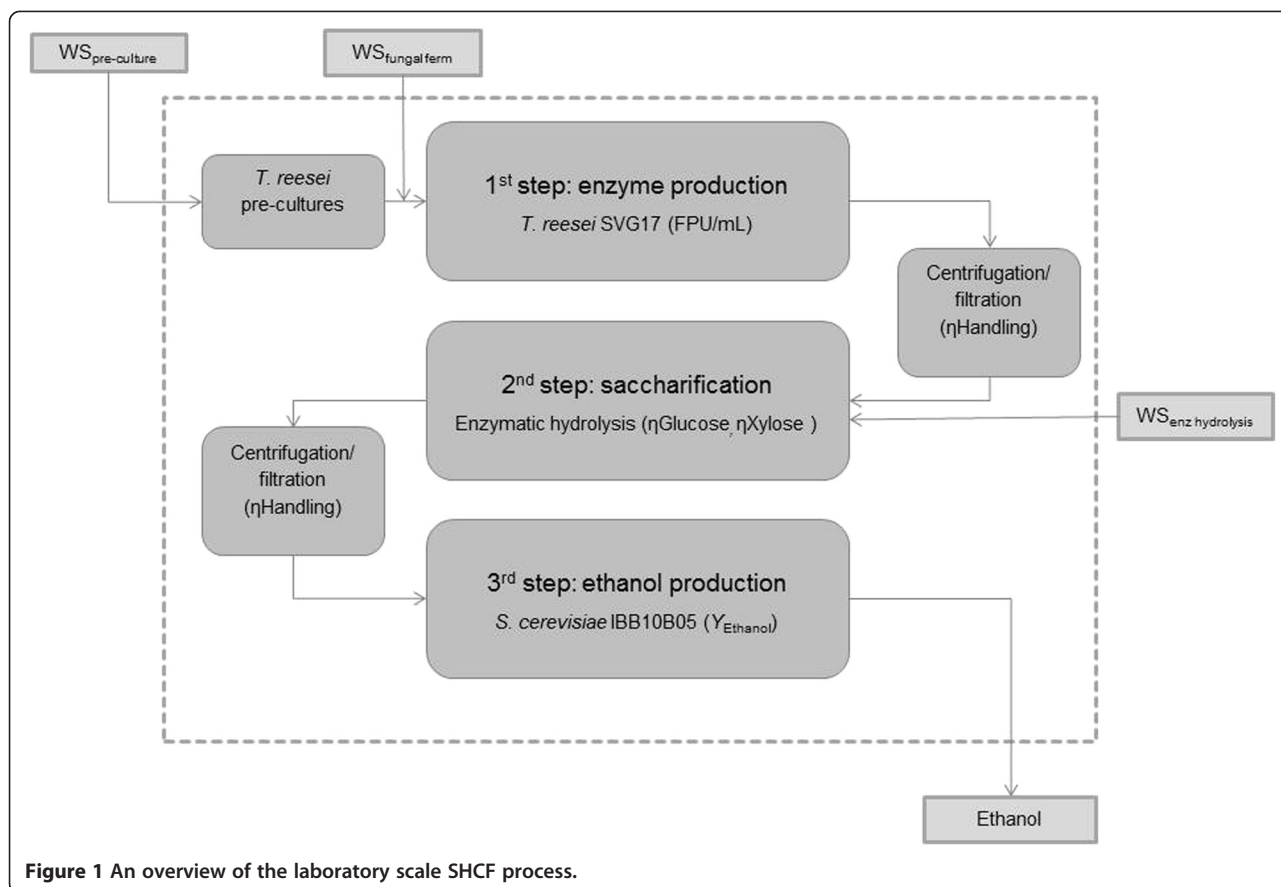 WSpre-culture
WSfungal ferm
T. reesei
pre-cultures
1st step: enzyme production
T. reesei SVG17 (FPU/mL)
Centrifugation/
filtration
(ηHandling)
2nd step: saccharification
Enzymatic hydrolysis (ηGlucose, ηXylose )
WSenz hydrolysis
Centrifugation/
filtration
(ηHandling)
3rd step: ethanol production
S. cerevisiae IBB10B05 (YEthanol)
Ethanol
Figure 1 An overview of the laboratory scale SHCF process.